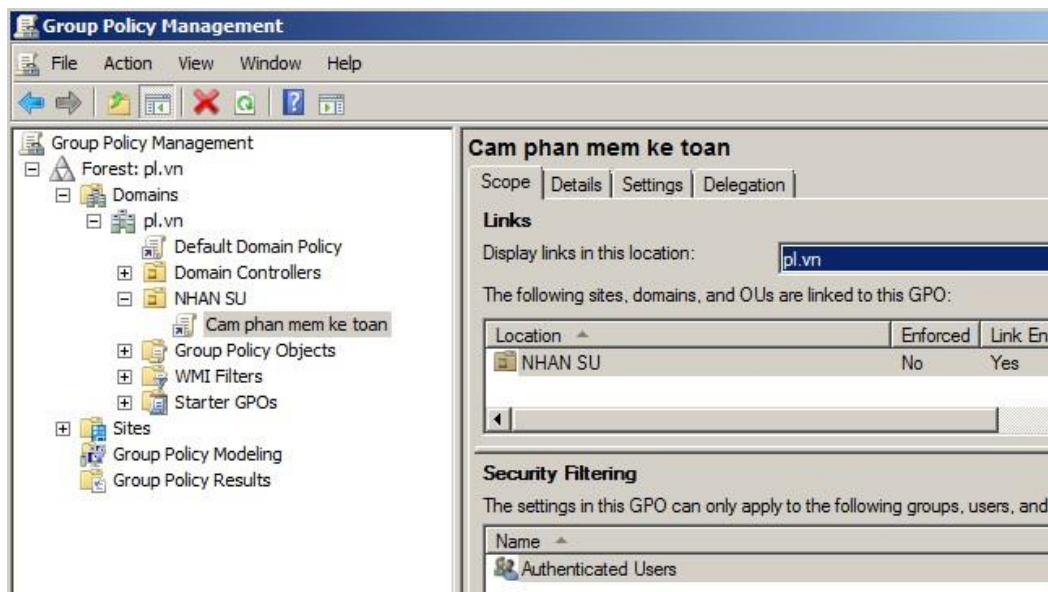 Group Policy Management
File Action View Window Help
Group Policy Management
Forest: pl.vn
Domains
pl.vn
Default Domain Policy
Domain Controllers
NHAN SU
Cam phan mem ke toan
Group Policy Objects
WMI Filters
Starter GPOs
Sites
Group Policy Modeling
Group Policy Results
Cam phan mem ke toan
Scope Details Settings Delegation
Links
Display links in this location: pl.vn
The following sites, domains, and OUs are linked to this GPO:
Location Enforced Link En
NHAN SU No Yes
Security Filtering
The settings in this GPO can only apply to the following groups, users, and
Name
Authenticated Users